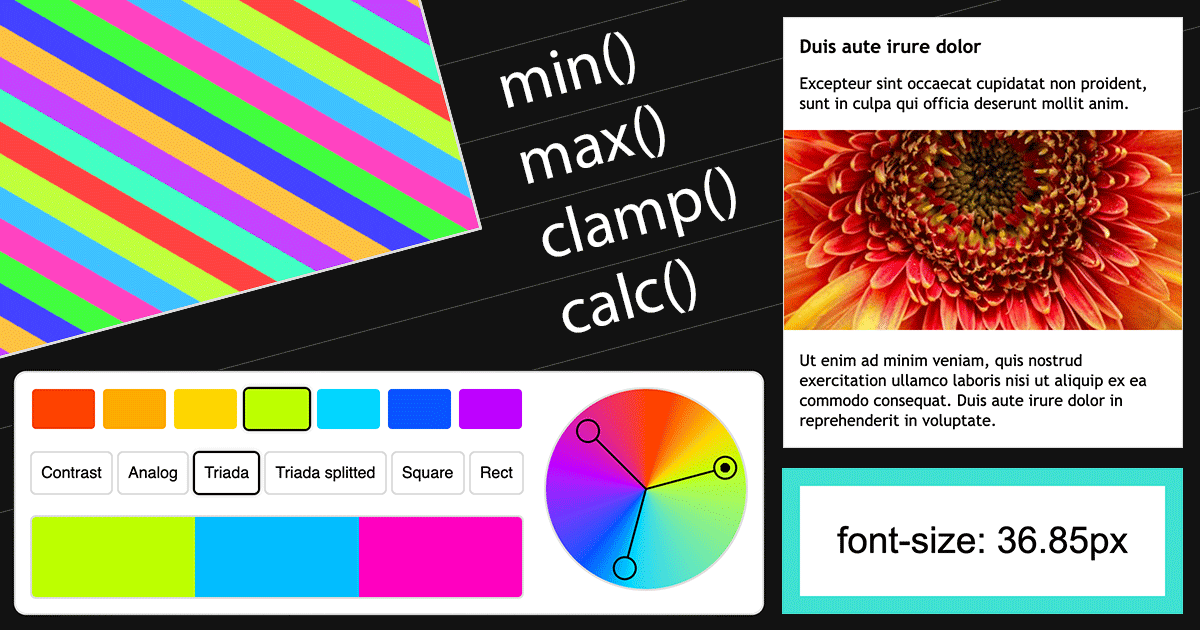 min()
max()
clamp()
calc()
Duis aute irure dolor
Excepteur sint occaecat cupidatat non proident,
sunt in culpa qui officia deserunt mollit anim.
Ut enim ad minim veniam, quis nostrud
exercitation ullamco laboris nisi ut aliquip ex ea
commodo consequat. Duis aute irure dolor in
reprehenderit in voluptate.
Contrast Analog Triada Triada splitted Square Rect
font-size: 36.85px